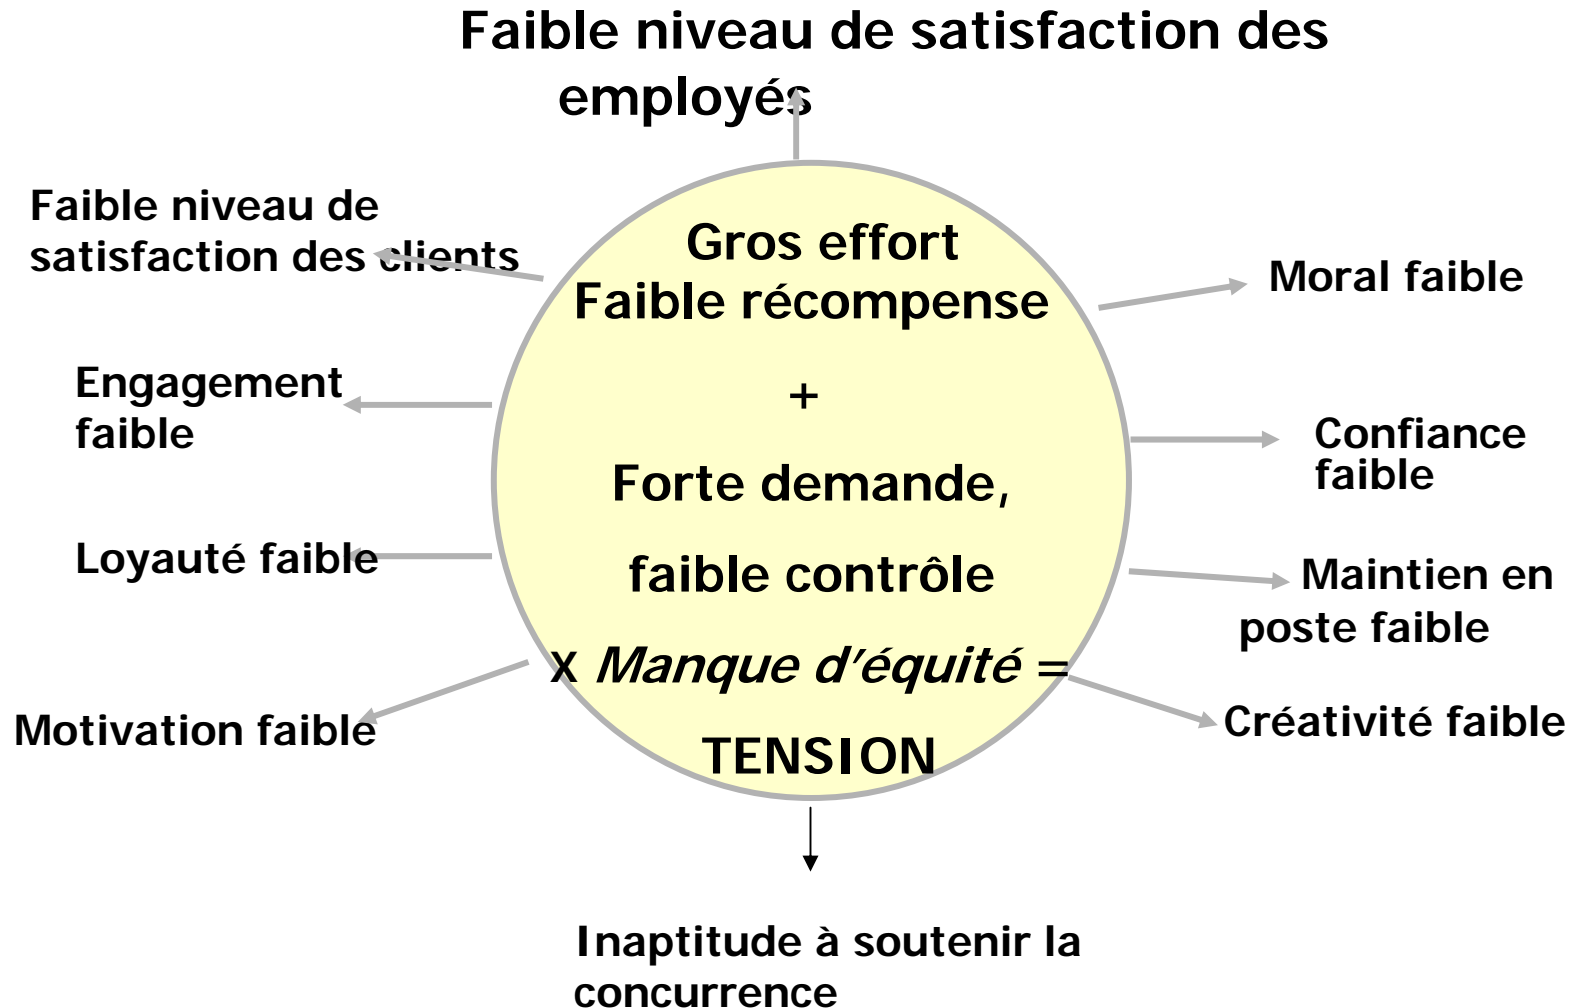 Faible niveau de satisfaction des
employés
Faible niveau de
satisfaction des clients
Engagement
faible
Loyauté faible
Motivation faible
Gros effort
Faible récompense
+
Forte demande,
faible contrôle
X Manque d'équité =
TENSION
Moral faible
Confiance
faible
Maintien en
poste faible
Créativité faible
Inaptitude à soutenir la
concurrence